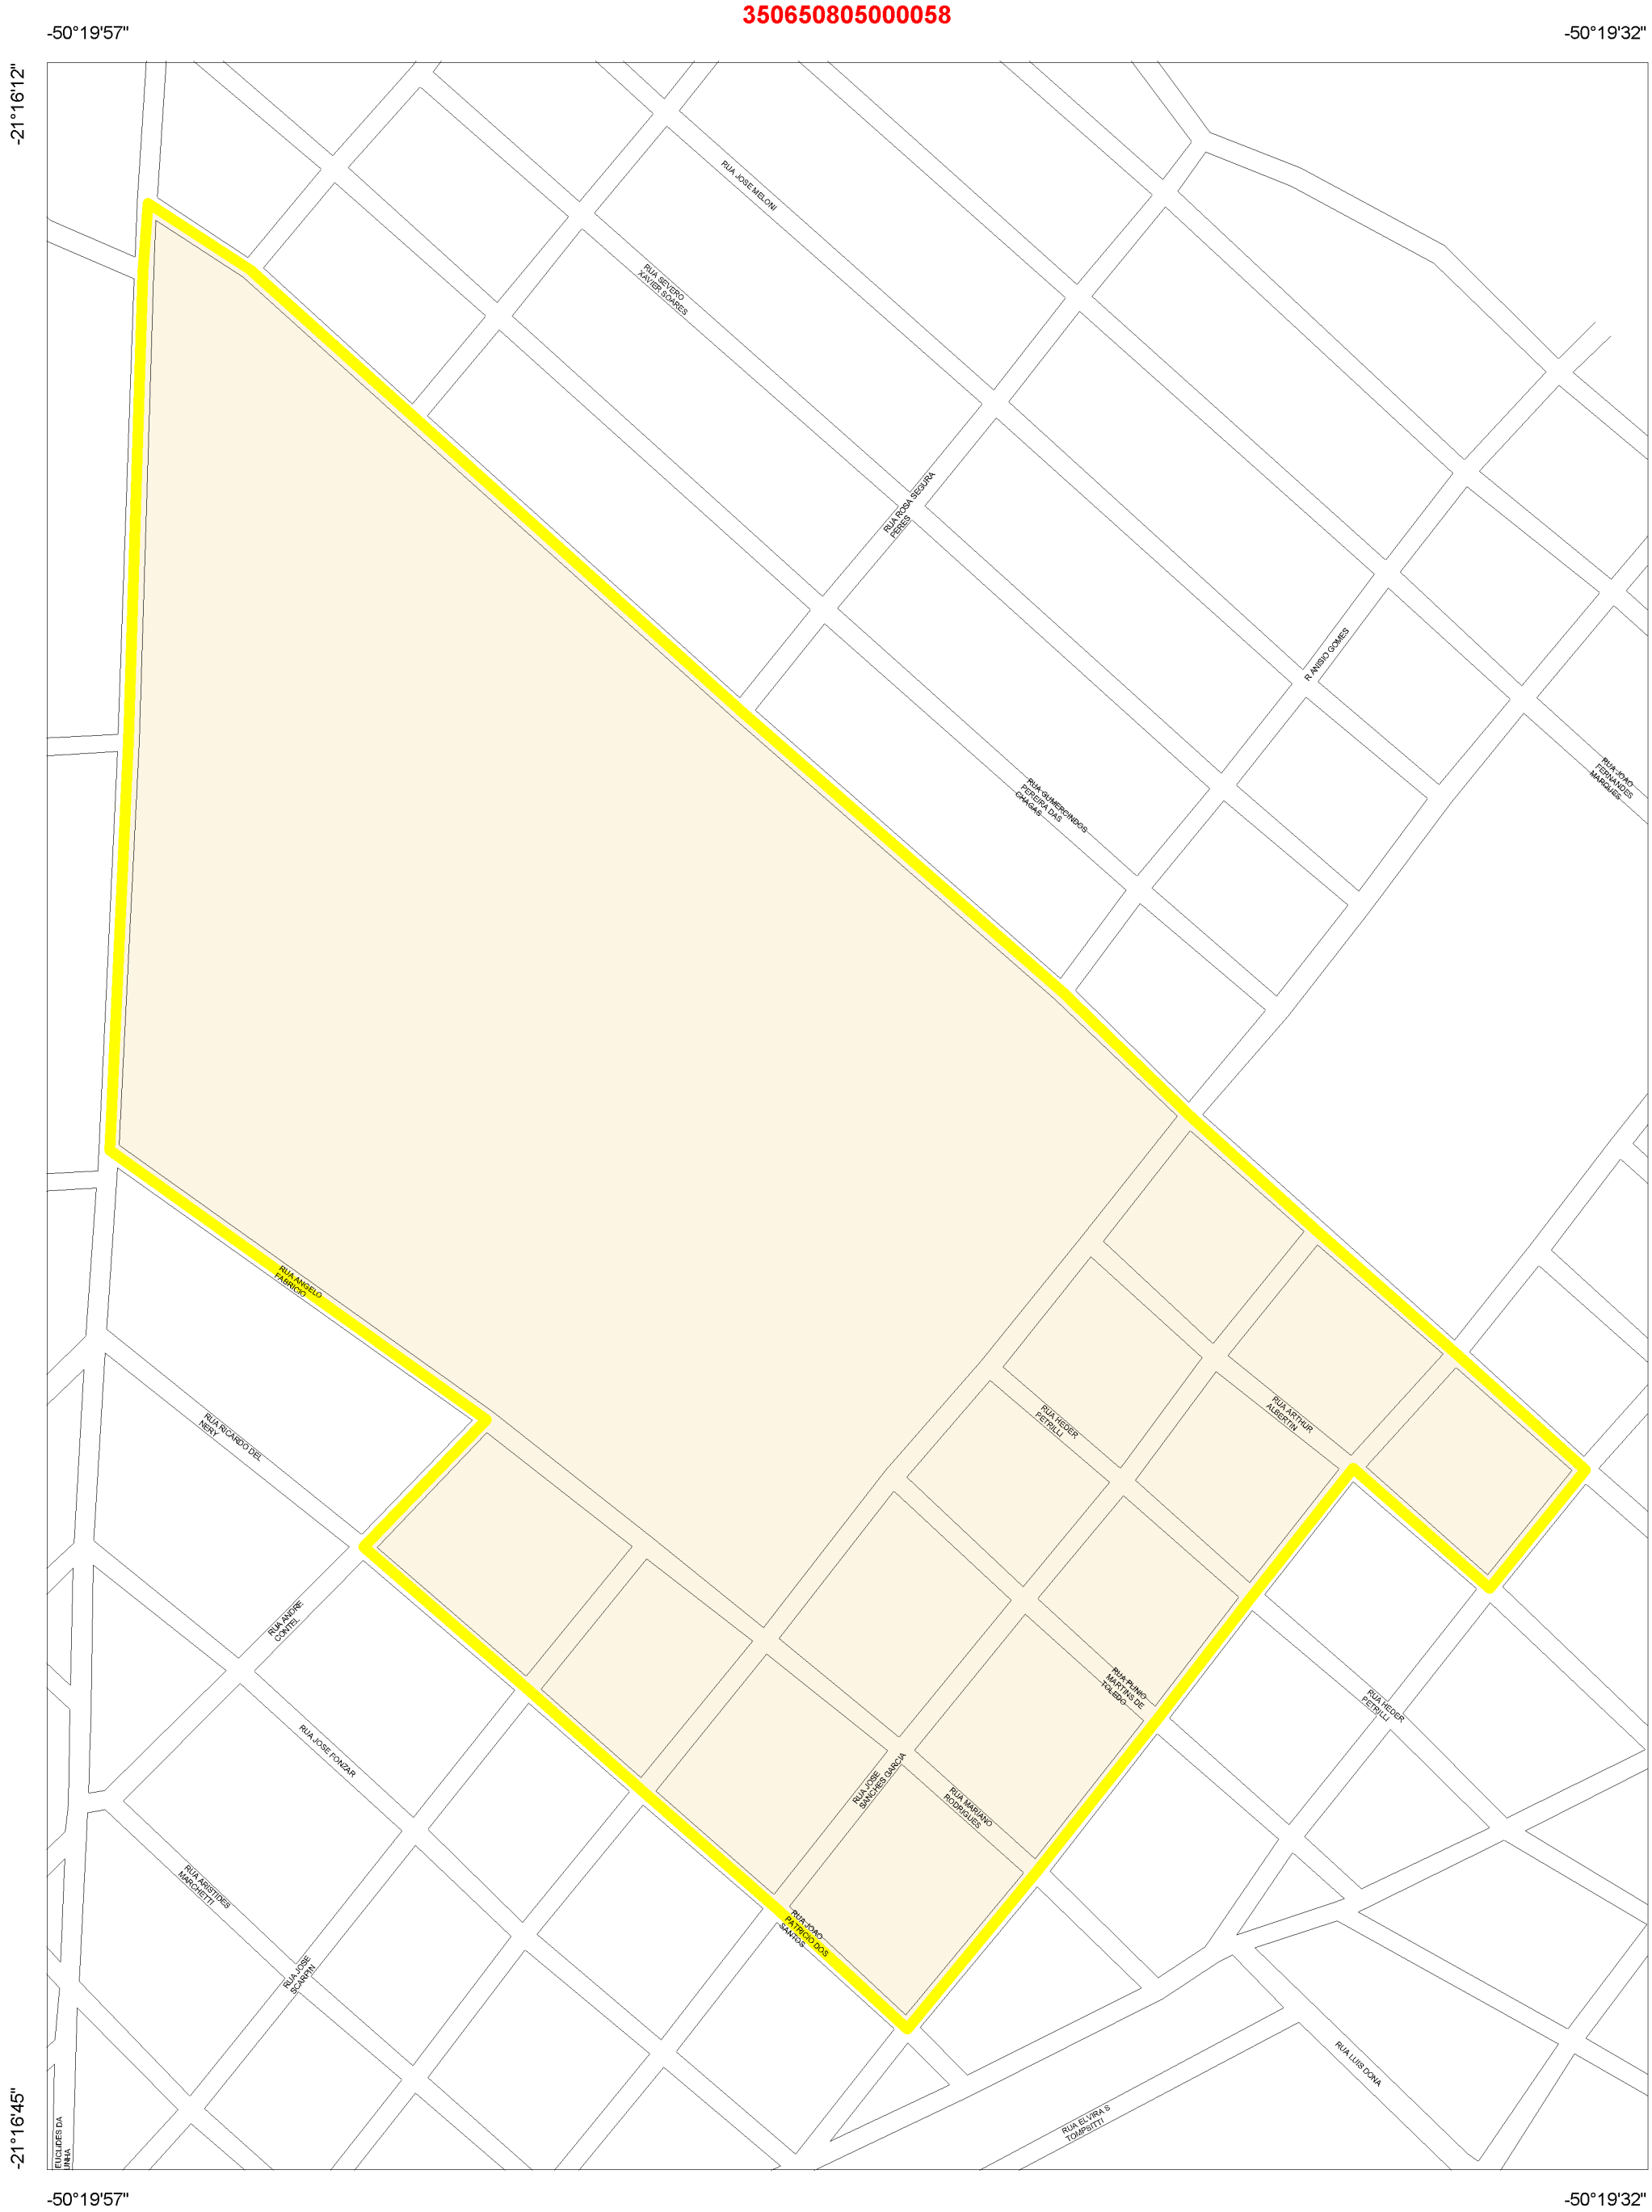 350650805000058
-50°19'57"
-50°19'32"
-21°16'12"
RUA JOSE MELONI
RUA SEVERO
XAVIER SOARES
RUA ROSA SEGURA
PERES
R ANISIO GOMES
RUA JOAO
FERNANDES
MARQUES
RUA GUMERCINDOS
PEREIRA DAS
CHAGAS
RUA ANGELO
FABRICIO
RUA RICARDO DEL
NERY
RUA HEDER
PETRILLI
RUA ARTHUR
ALBERTIN
RUA ANDRE
CONTEL
RUA PLINIO
MARTINS DE
TOLEDO
RUA HEDER
PETRILLI
RUA JOSE FONZAR
RUA JOSE
SANCHES GARCIA
RUA MARIANO
RODRIGUES
RUA ARISTIDES
MARCHETTI
RUA JOAO
PATRICIO DOS
SANTOS
RUA JOSE
SCARPIN
RUA LUIS DONA
RUA ELVIRA S
TOMPSITTI
EUCLIDES DA
UNHA
-21°16'45"
-50°19'57"
-50°19'32"